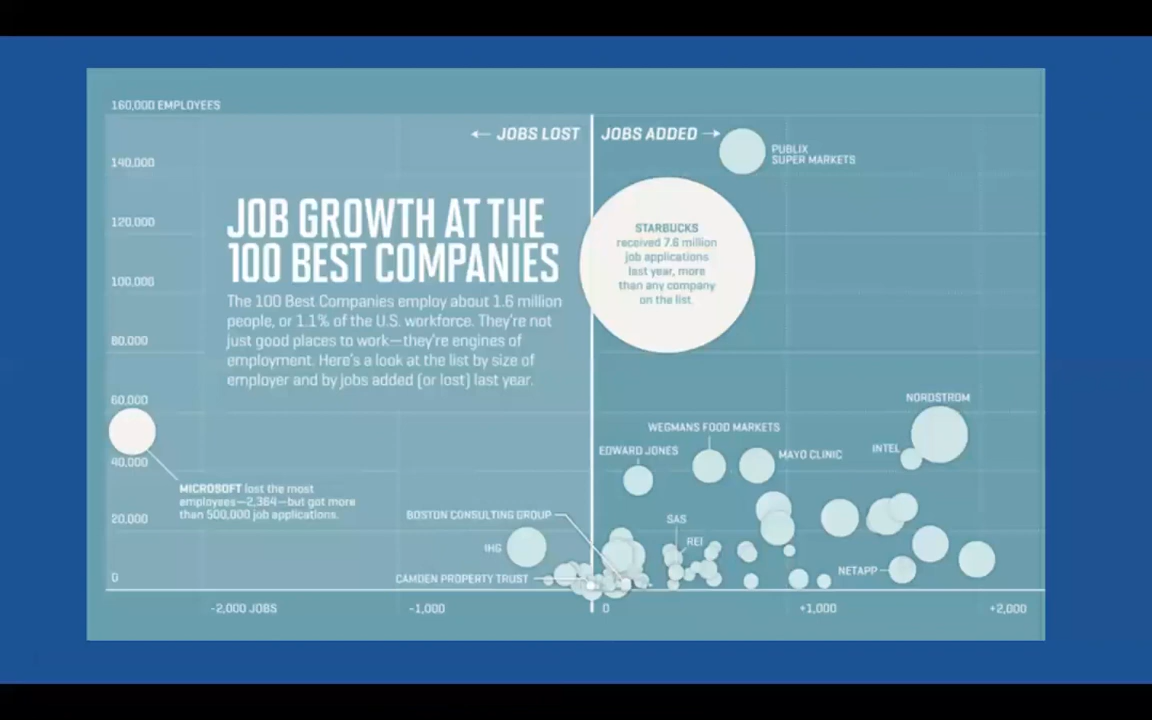 160,000 EMPLOYEES
← JOBS LOST
JOBS ADDED →
PUBLIX
SUPER MARKETS
140,000
JOB GROWTH AT THE
100 BEST COMPANIES
The 100 Best Companies employ about 1.6 million
people, or 1.1% of the U.S. workforce. They're not
just good places to work—they're engines of
employment. Here's a look at the list by size of
employer and by jobs added (or lost) last year.
STARBUCKS
received 7.6 million
job applications
last year, more
than any company
on the list.
120,000
100,000
80,000
60,000
NORDSTROM
WEGMANS FOOD MARKETS
EDWARD JONES
MAYO CLINIC
INTEL
40,000
MICROSOFT lost the most
employees—2,364—but got more
than 500,000 job applications.
20,000
BOSTON CONSULTING GROUP
SAS
REI
IHG
NETAPP
CAMDEN PROPERTY TRUST
0
-2,000 JOBS
-1,000
0
+1,000
+2,000